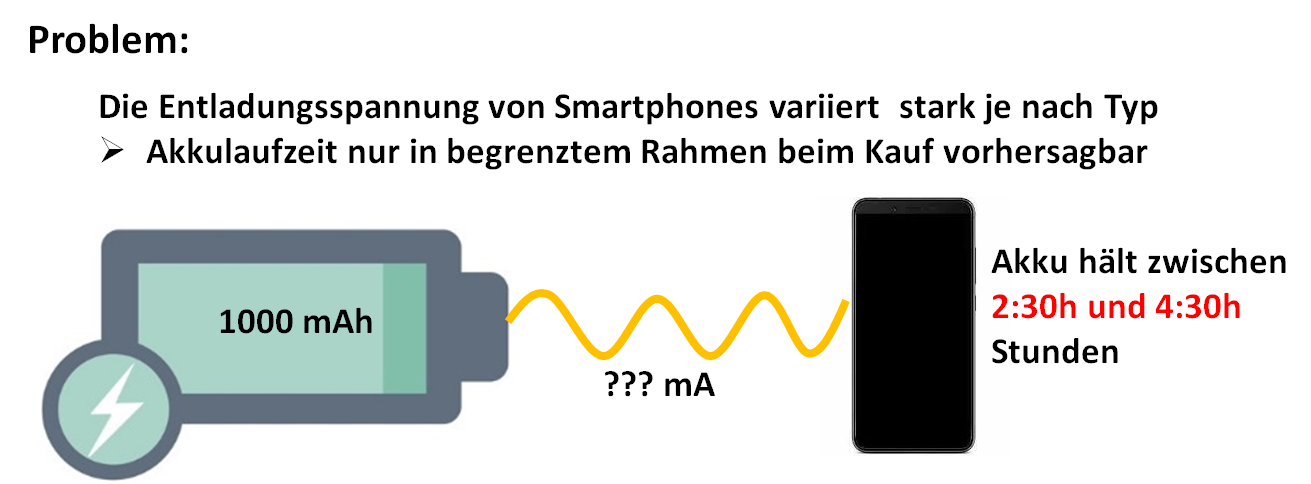 Problem:
Die Entladungsspannung von Smartphones variiert  stark je nach Typ
➢ Akkulaufzeit nur in begrenztem Rahmen beim Kauf vorhersagbar
1000 mAh
??? mA
Akku hält zwischen
2:30h und 4:30h
Stunden